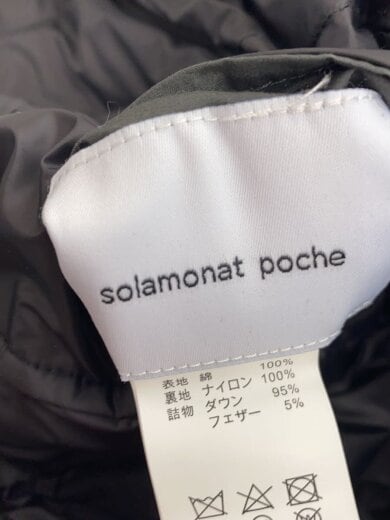 solamonat poche
表地 綿 100%
裏地 ナイロン 100%
詰物 ダウン 95%
フェザー 5%